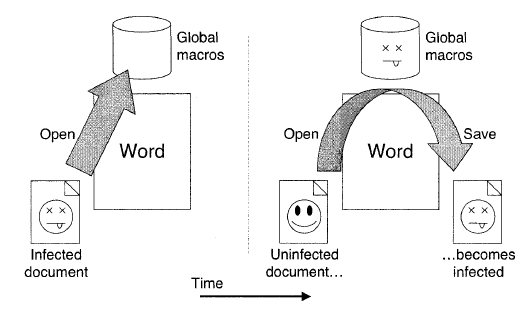 Global
macros
Open
Word
Infected
document
Global
macros
Open
Word
Save
Uninfected
document…
…becomes
infected
Time